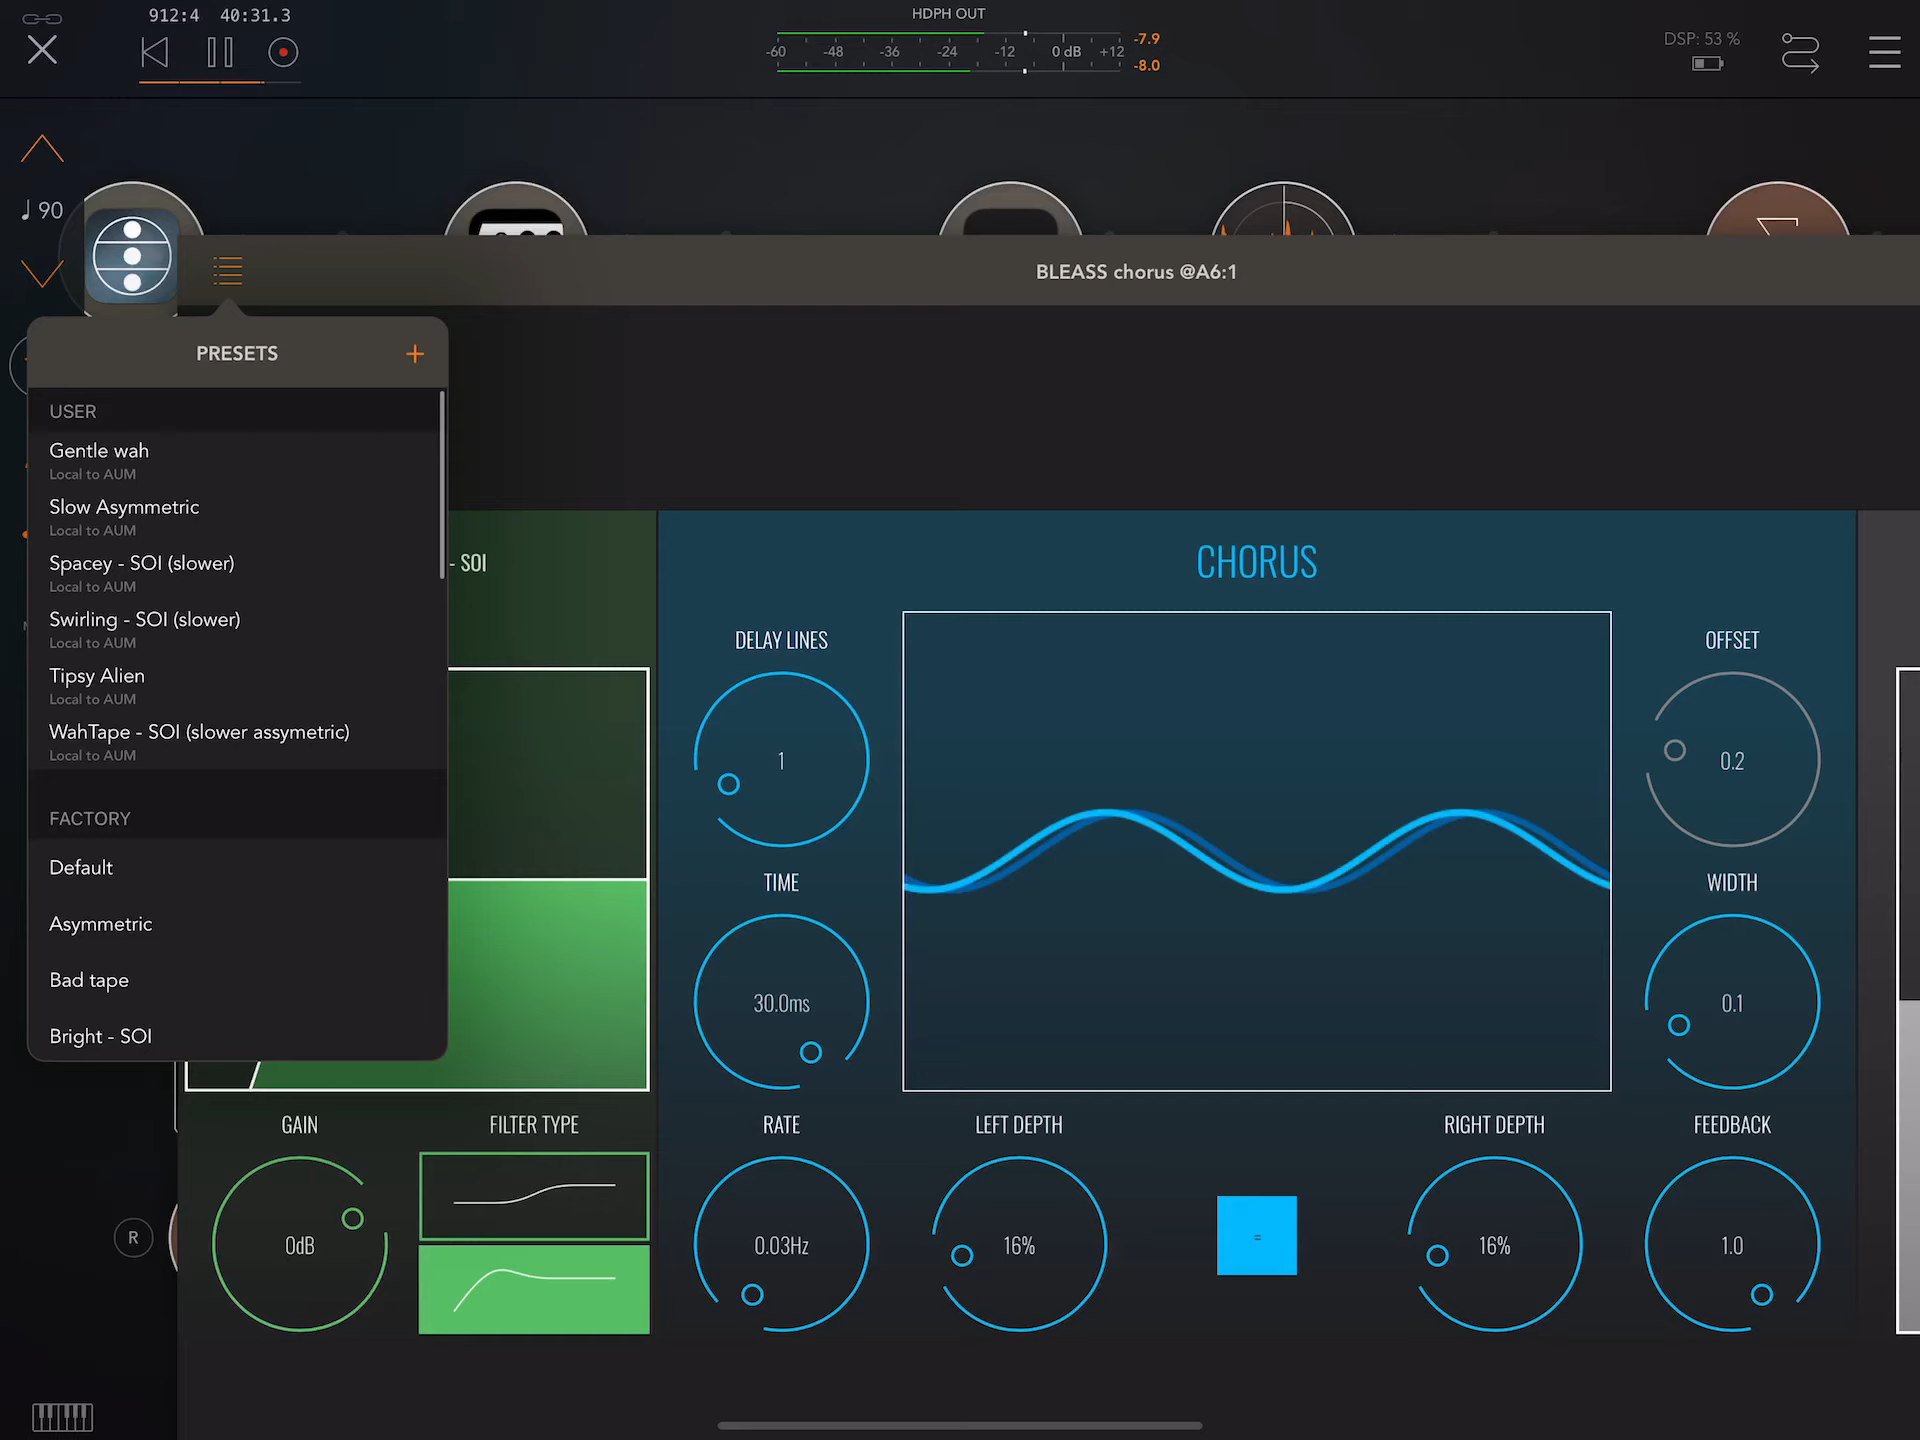 912:4 40:31.3
HDPH OUT
-60 -48 -36 -24 -12 0 dB +12
-7.9
-8.0
DSP: 53 %
♩ 90
BLEASS chorus @A6:1
PRESETS +
USER
Gentle wah
Local to AUM
Slow Asymmetric
Local to AUM
Spacey - SOI (slower)
Local to AUM
Swirling - SOI (slower)
Local to AUM
Tipsy Alien
Local to AUM
WahTape - SOI (slower assymetric)
Local to AUM
FACTORY
Default
Asymmetric
Bad tape
Bright - SOI
- SOI
CHORUS
DELAY LINES
1
OFFSET
0.2
TIME
30.0ms
WIDTH
0.1
GAIN
0dB
FILTER TYPE
RATE
0.03Hz
LEFT DEPTH
16%
=
RIGHT DEPTH
16%
FEEDBACK
1.0
R